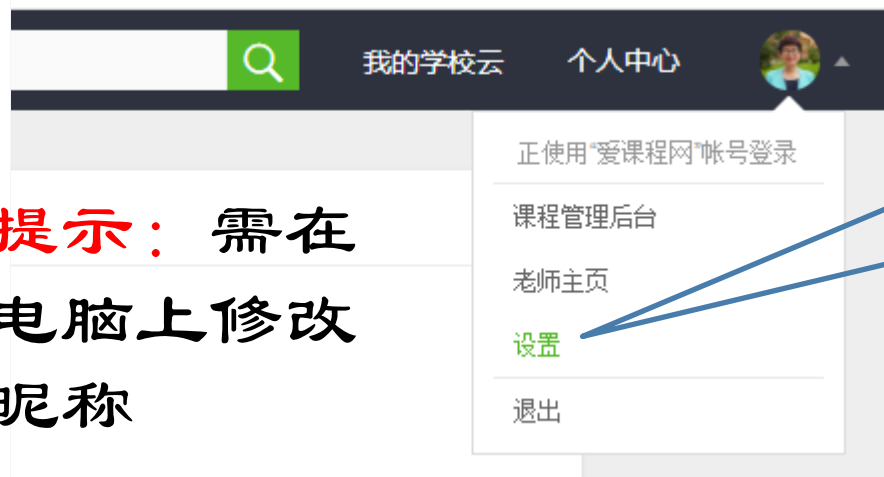 我的学校云 个人中心
正使用“爱课程网”帐号登录
课程管理后台
老师主页
设置
退出
提示：需在
电脑上修改
昵称